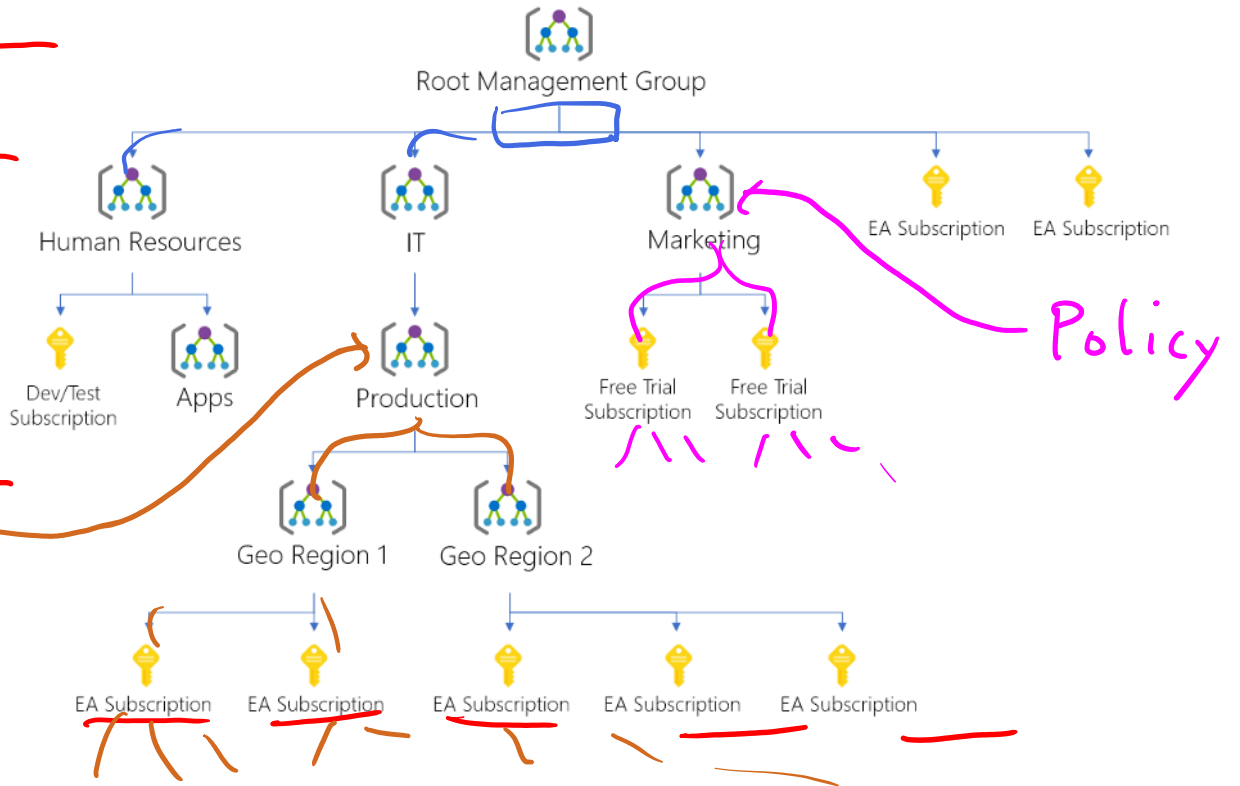 Root Management Group
Human Resources
IT
Marketing
EA Subscription
EA Subscription
Policy
Dev/Test
Subscription
Apps
Production
Free Trial
Subscription
Free Trial
Subscription
Geo Region 1
Geo Region 2
EA Subscription
EA Subscription
EA Subscription
EA Subscription
EA Subscription